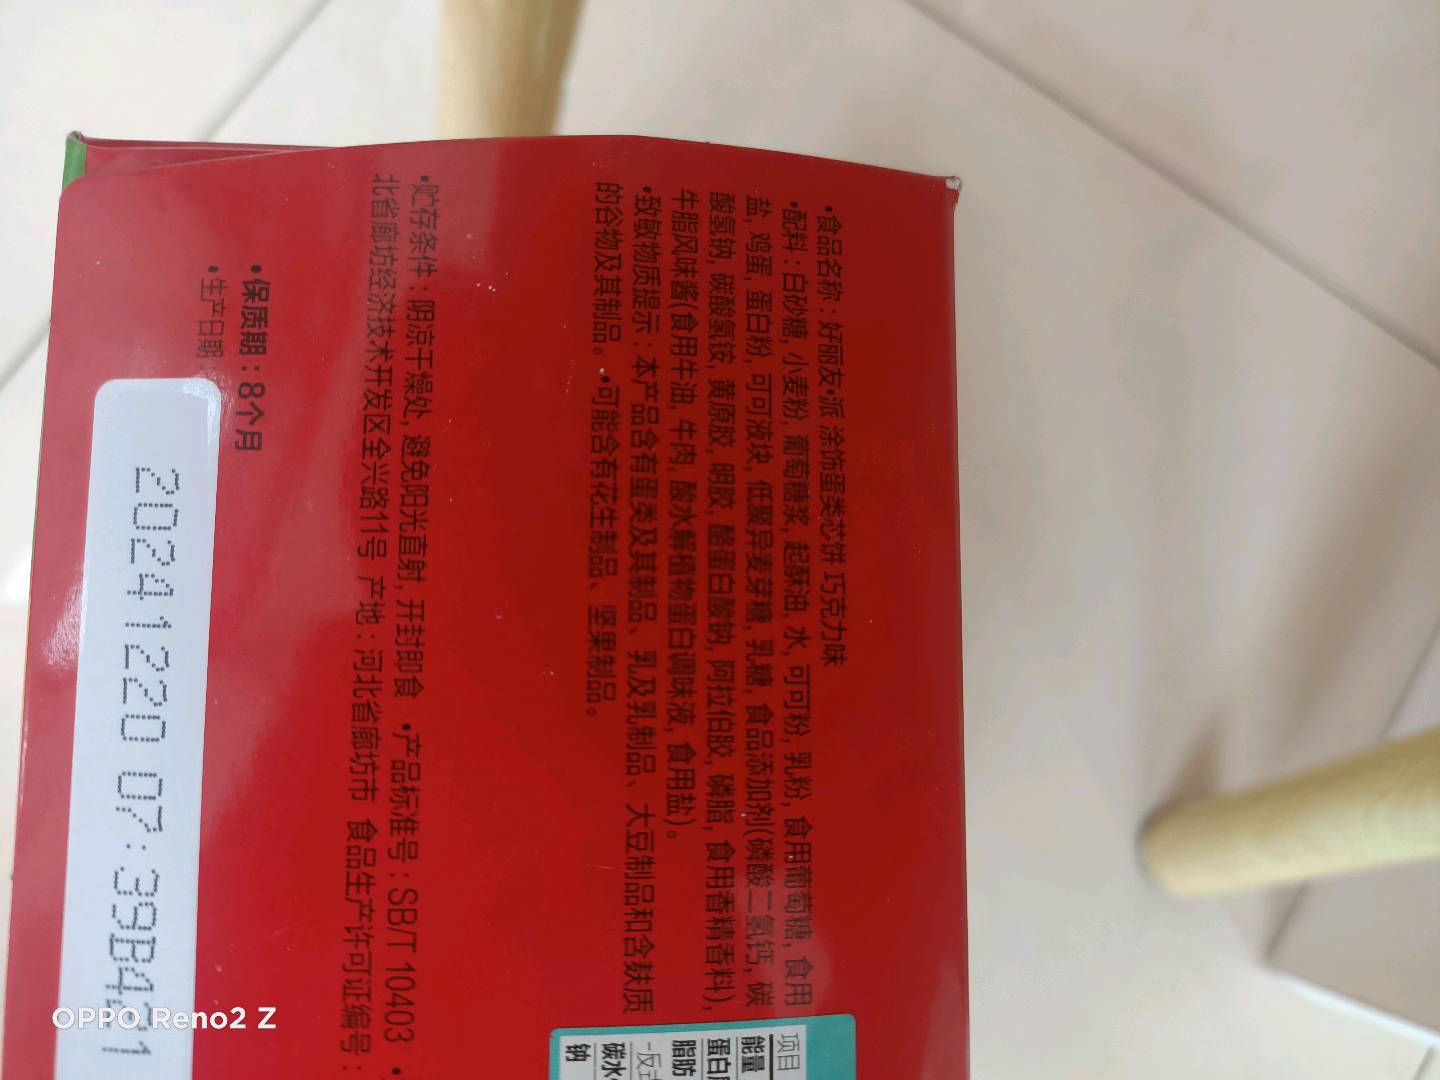 •食品名称：好丽友•派 涂饰蛋类芯饼 巧克力味
•配料：白砂糖, 小麦粉, 葡萄糖浆, 起酥油, 水, 可可粉, 乳粉, 食用葡萄糖, 食用
盐, 鸡蛋, 蛋白粉, 可可液块, 低聚异麦芽糖, 乳糖, 食品添加剂(磷酸二氢钙, 碳
酸氢钠, 碳酸氢铵, 黄原胶, 明胶, 酪蛋白酸钠, 阿拉伯胶, 磷脂, 食用香精香料),
牛脂风味酱(食用牛油, 牛肉, 酸水解植物蛋白调味液, 食用盐)。
•致敏物质提示：本产品含有蛋类及其制品、乳及乳制品、大豆制品和含麸质
的谷物及其制品。•可能含有花生制品、坚果制品。
•贮存条件：阴凉干燥处, 避免阳光直射, 开封即食 •产品标准号：SB/T 10403 •
北省廊坊经济技术开发区全兴路11号 产地：河北省廊坊市 食品生产许可证编号：
•保质期：8个月
•生产日期：
20241220 07:39B421
项目
能量
蛋白
脂肪
-反式
碳水
钠
OPPO Reno2 Z